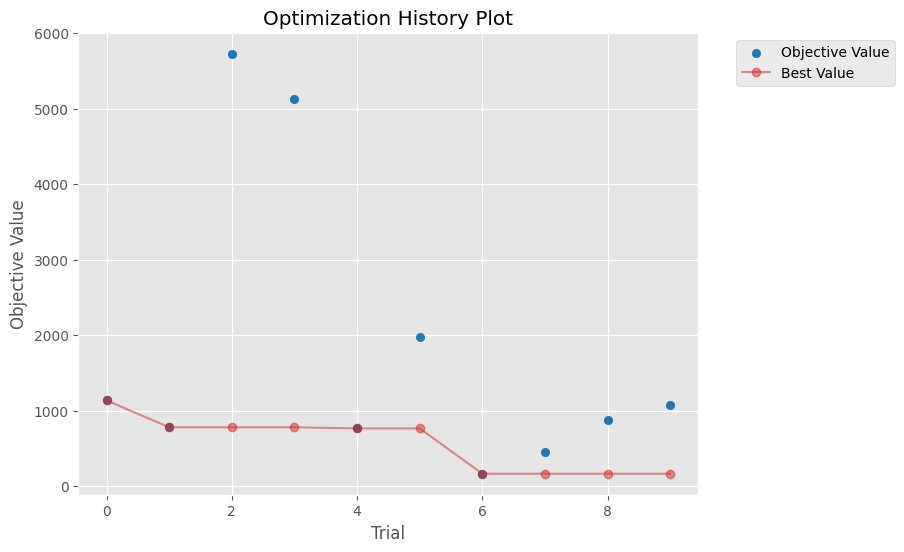 Optimization History Plot
Objective Value
Best Value
6000
5000
4000
3000
2000
1000
0
Objective Value
0 2 4 6 8
Trial